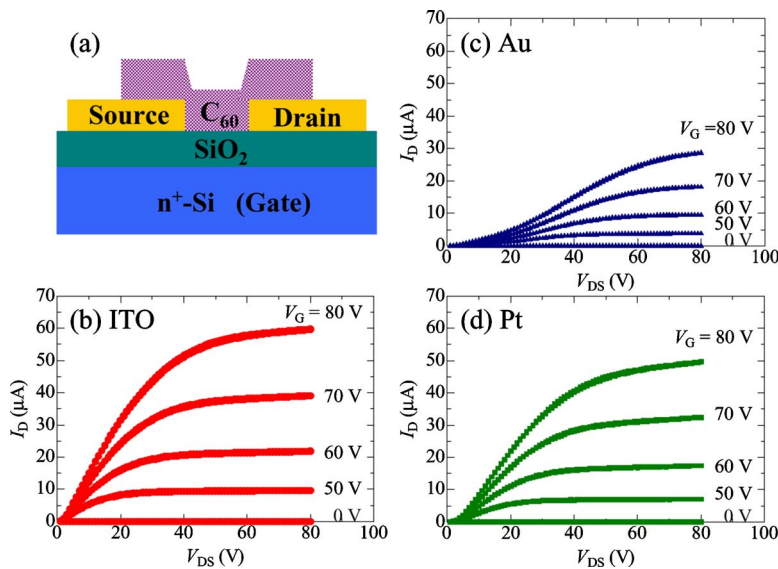 (a)
C60
Source
Drain
SiO2
n+-Si (Gate)
(c) Au
70
60
50
40
30
20
10
0
ID (μA)
VG =80 V
70 V
60 V
50 V
0 V
0
20
40
60
80
100
VDS (V)
(b) ITO
70
60
50
40
30
20
10
0
ID (μA)
VG = 80 V
70 V
60 V
50 V
0 V
0
20
40
60
80
100
VDS (V)
(d) Pt
70
60
50
40
30
20
10
0
ID (μA)
VG = 80 V
70 V
60 V
50 V
0 V
0
20
40
60
80
100
VDS (V)